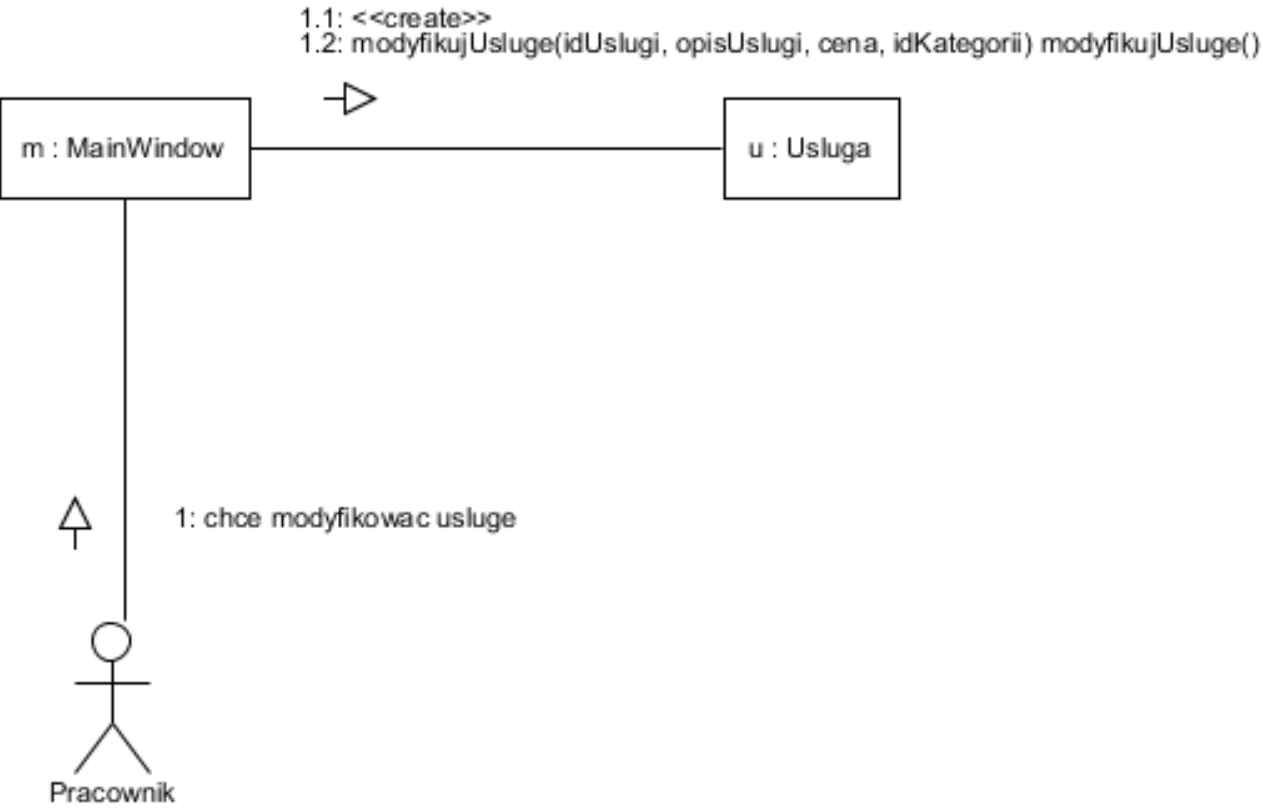 1.1: <<create>>
1.2: modyfikujUsluge(idUslugi, opisUslugi, cena, idKategorii) modyfikujUsluge()
m : MainWindow
u : Usluga
1: chce modyfikowac usluge
Pracownik